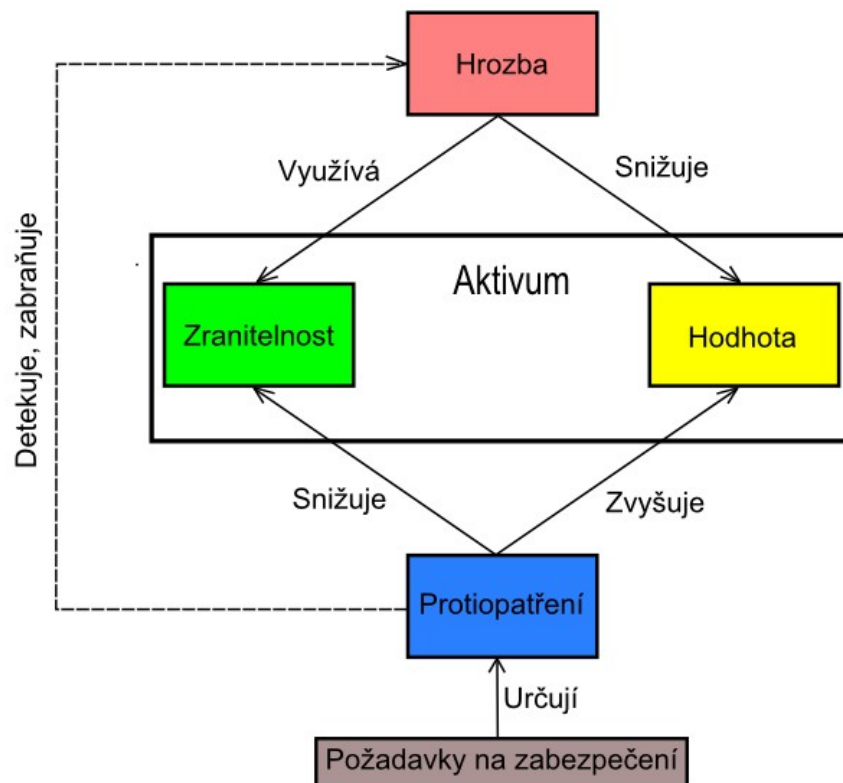 Hrozba
Využívá
Snižuje
Detekuje, zabraňuje
Aktivum
Zranitelnost
Hodhota
Snižuje
Zvyšuje
Protiopatření
Určují
Požadavky na zabezpečení